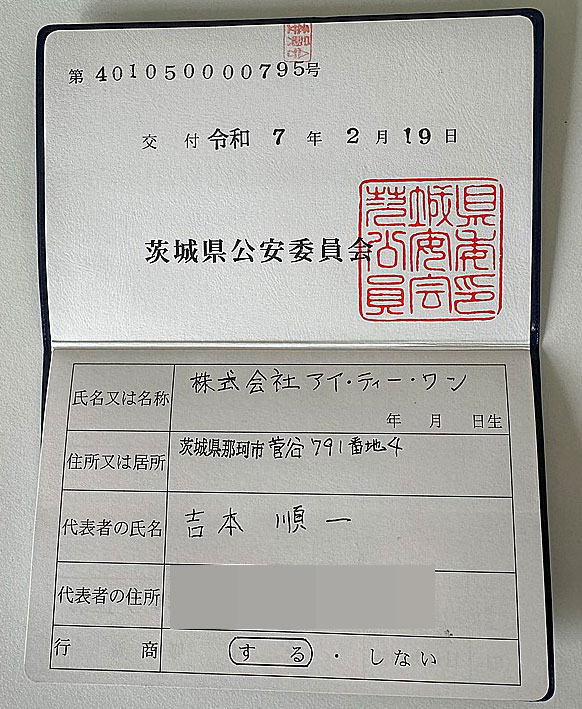 第401050000795号
交付 令和 7 年 2 月 19 日
茨城県公安委員会
氏名又は名称 株式会社アイ・ティー・ワン
年 月 日生
住所又は居所 茨城県那珂市菅谷791番地4
代表者の氏名 吉本 順一
代表者の住所
行商 する・しない